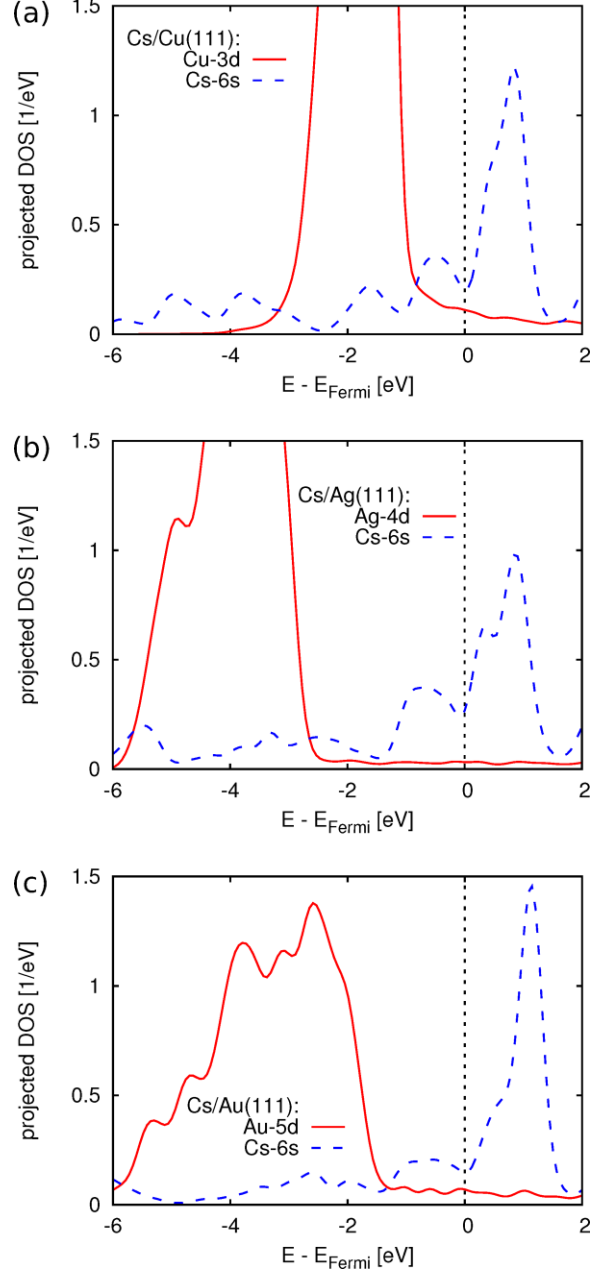 (a)
1.5
1
0.5
0
projected DOS [1/eV]
Cs/Cu(111):
Cu-3d
Cs-6s
-6
-4
-2
0
2
E - E_Fermi [eV]
(b)
1.5
1
0.5
0
projected DOS [1/eV]
Cs/Ag(111):
Ag-4d
Cs-6s
-6
-4
-2
0
2
E - E_Fermi [eV]
(c)
1.5
1
0.5
0
projected DOS [1/eV]
Cs/Au(111):
Au-5d
Cs-6s
-6
-4
-2
0
2
E - E_Fermi [eV]